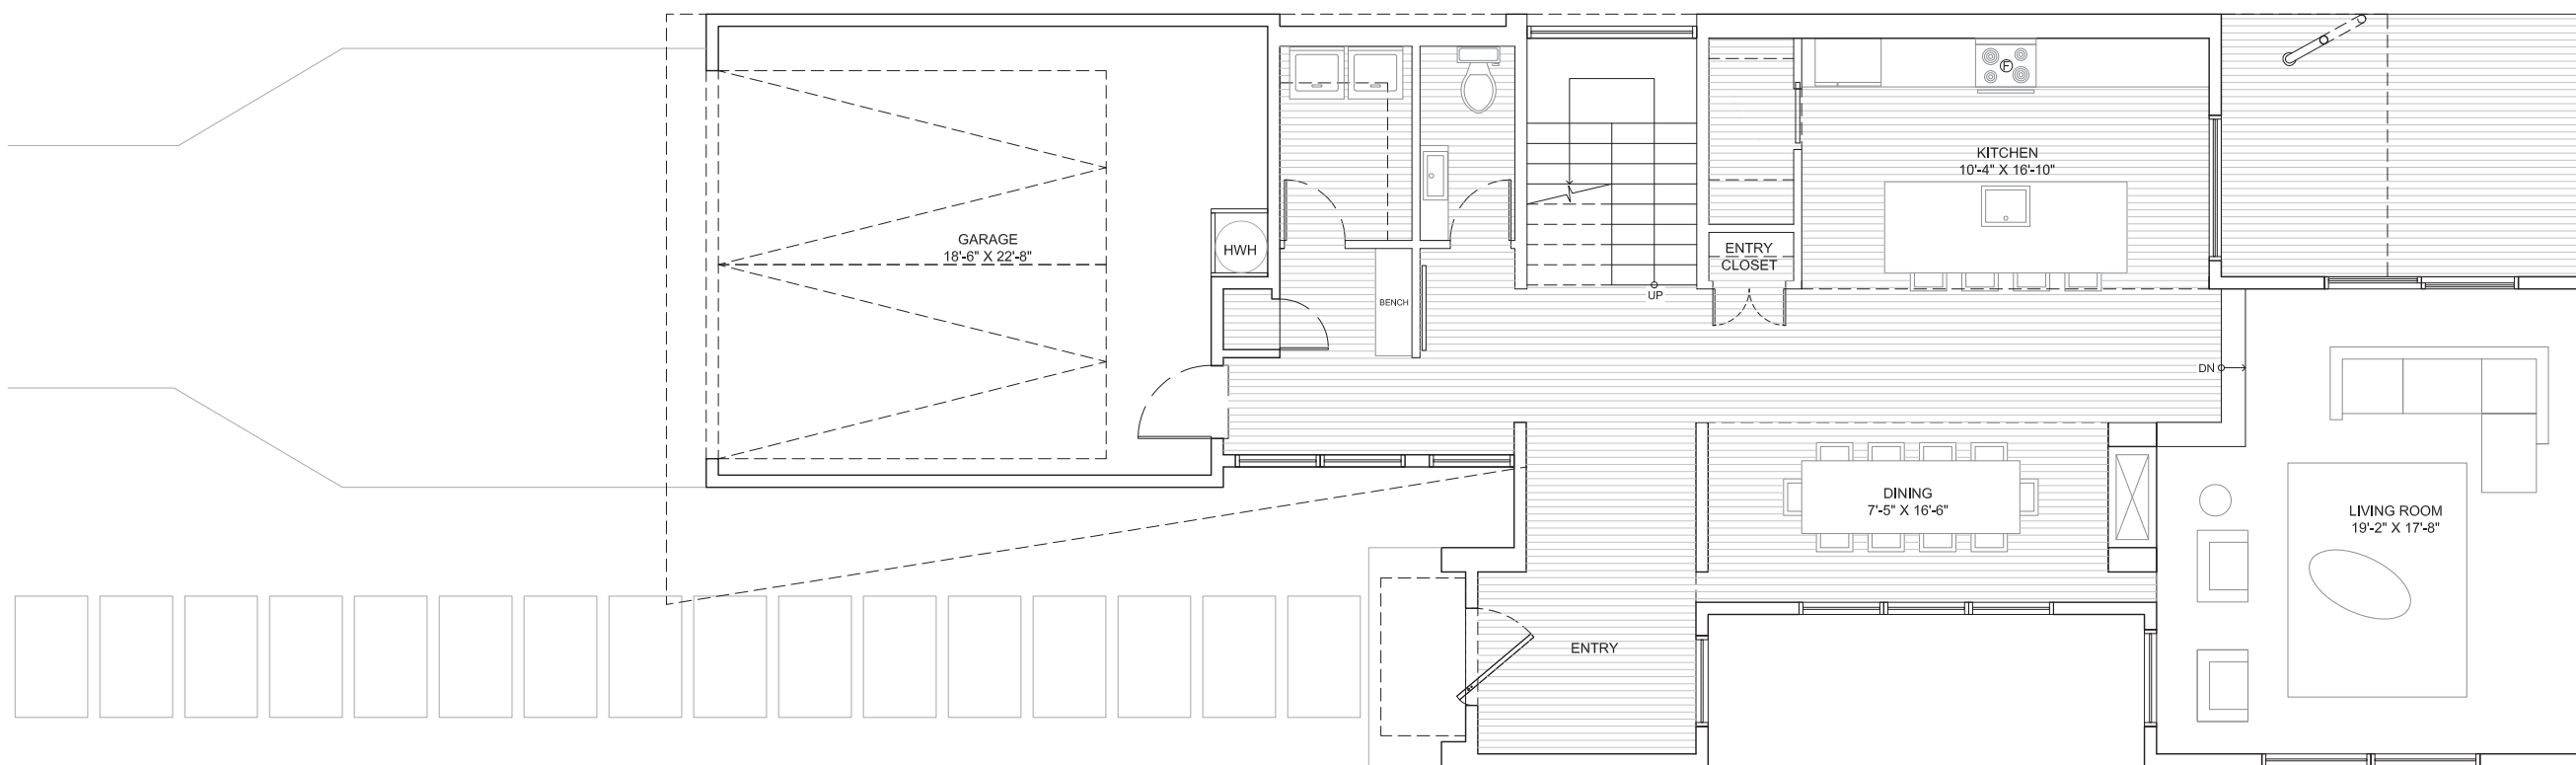 KITCHEN
10'-4" X 16'-10"
F
GARAGE
18'-6" X 22'-8"
HWH
ENTRY
CLOSET
BENCH
UP
DN
DINING
7'-5" X 16'-6"
LIVING ROOM
19'-2" X 17'-8"
ENTRY